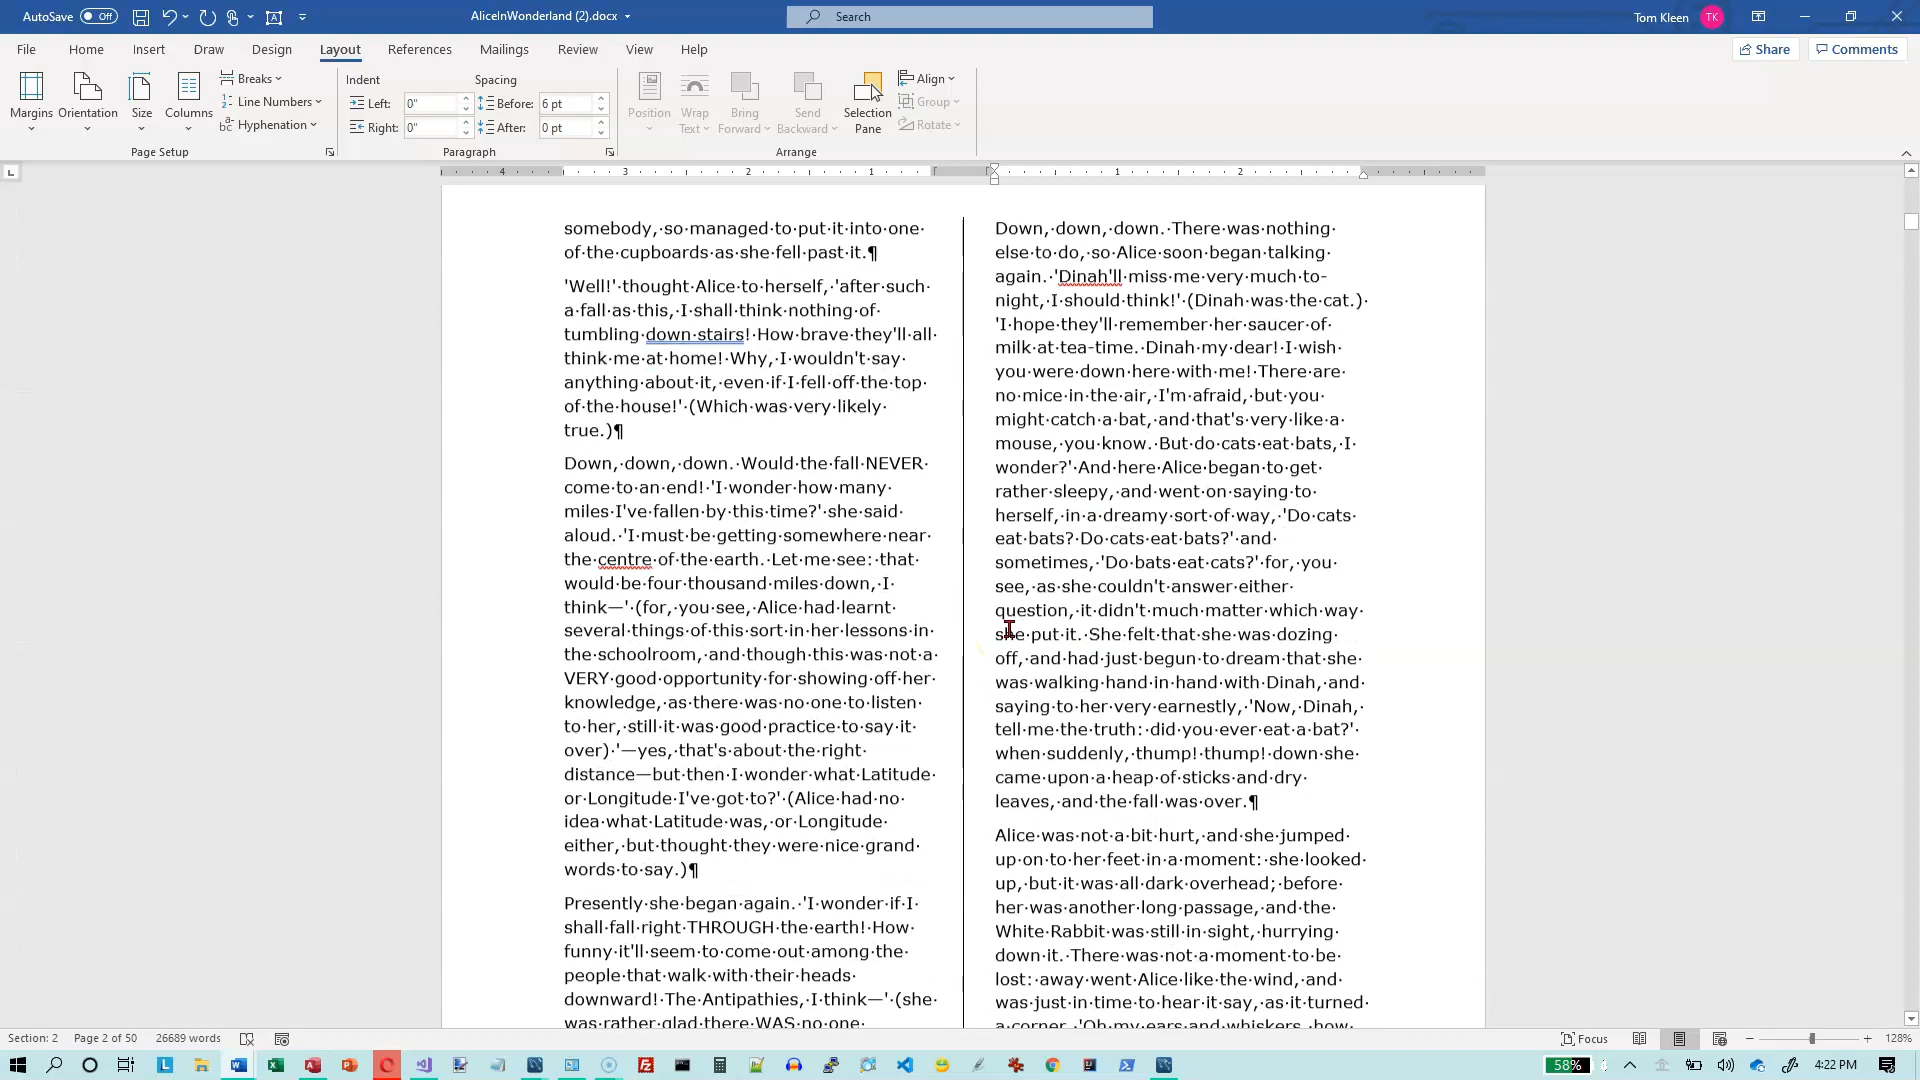 AutoSave Off
AliceInWonderland (2).docx
Search
Tom Kleen TK
File Home Insert Draw Design Layout References Mailings Review View Help
Share Comments
Margins
Orientation
Size
Columns
Breaks
Line Numbers
Hyphenation
Page Setup
Indent
Left: 0"
Right: 0"
Spacing
Before: 6 pt
After: 0 pt
Paragraph
Position
Wrap Text
Bring Forward
Send Backward
Selection Pane
Align
Group
Rotate
Arrange
4 3 2 1 1 2
somebody,·so·managed·to·put·it·into·one·
of·the·cupboards·as·she·fell·past·it.¶
'Well!'·thought·Alice·to·herself,·'after·such·
a·fall·as·this,·I·shall·think·nothing·of·
tumbling·down·stairs!·How·brave·they'll·all·
think·me·at·home!·Why,·I·wouldn't·say·
anything·about·it,·even·if·I·fell·off·the·top·
of·the·house!'·(Which·was·very·likely·
true.)¶
Down,·down,·down.·Would·the·fall·NEVER·
come·to·an·end!·'I·wonder·how·many·
miles·I've·fallen·by·this·time?'·she·said·
aloud.·'I·must·be·getting·somewhere·near·
the·centre·of·the·earth.·Let·me·see:·that·
would·be·four·thousand·miles·down,·I·
think—'·(for,·you·see,·Alice·had·learnt·
several·things·of·this·sort·in·her·lessons·in·
the·schoolroom,·and·though·this·was·not·a·
VERY·good·opportunity·for·showing·off·her·
knowledge,·as·there·was·no·one·to·listen·
to·her,·still·it·was·good·practice·to·say·it·
over)·'—yes,·that's·about·the·right·
distance—but·then·I·wonder·what·Latitude·
or·Longitude·I've·got·to?'·(Alice·had·no·
idea·what·Latitude·was,·or·Longitude·
either,·but·thought·they·were·nice·grand·
words·to·say.)¶
Presently·she·began·again.·'I·wonder·if·I·
shall·fall·right·THROUGH·the·earth!·How·
funny·it'll·seem·to·come·out·among·the·
people·that·walk·with·their·heads·
downward!·The·Antipathies,·I·think—'·(she·
was·rather·glad·there·WAS·no·one·
Down,·down,·down.·There·was·nothing·
else·to·do,·so·Alice·soon·began·talking·
again.·'Dinah'll·miss·me·very·much·to-
night,·I·should·think!'·(Dinah·was·the·cat.)·
'I·hope·they'll·remember·her·saucer·of·
milk·at·tea-time.·Dinah·my·dear!·I·wish·
you·were·down·here·with·me!·There·are·
no·mice·in·the·air,·I'm·afraid,·but·you·
might·catch·a·bat,·and·that's·very·like·a·
mouse,·you·know.·But·do·cats·eat·bats,·I·
wonder?'·And·here·Alice·began·to·get·
rather·sleepy,·and·went·on·saying·to·
herself,·in·a·dreamy·sort·of·way,·'Do·cats·
eat·bats?·Do·cats·eat·bats?'·and·
sometimes,·'Do·bats·eat·cats?'·for,·you·
see,·as·she·couldn't·answer·either·
question,·it·didn't·much·matter·which·way·
she·put·it.·She·felt·that·she·was·dozing·
off,·and·had·just·begun·to·dream·that·she·
was·walking·hand·in·hand·with·Dinah,·and·
saying·to·her·very·earnestly,·'Now,·Dinah,·
tell·me·the·truth:·did·you·ever·eat·a·bat?'·
when·suddenly,·thump!·thump!·down·she·
came·upon·a·heap·of·sticks·and·dry·
leaves,·and·the·fall·was·over.¶
Alice·was·not·a·bit·hurt,·and·she·jumped·
up·on·to·her·feet·in·a·moment:·she·looked·
up,·but·it·was·all·dark·overhead;·before·
her·was·another·long·passage,·and·the·
White·Rabbit·was·still·in·sight,·hurrying·
down·it.·There·was·not·a·moment·to·be·
lost:·away·went·Alice·like·the·wind,·and·
was·just·in·time·to·hear·it·say,·as·it·turned·
a·corner,·'Oh·my·ears·and·whiskers,·how·
Section: 2 Page 2 of 50 26689 words
Focus
128%
58%
4:22 PM